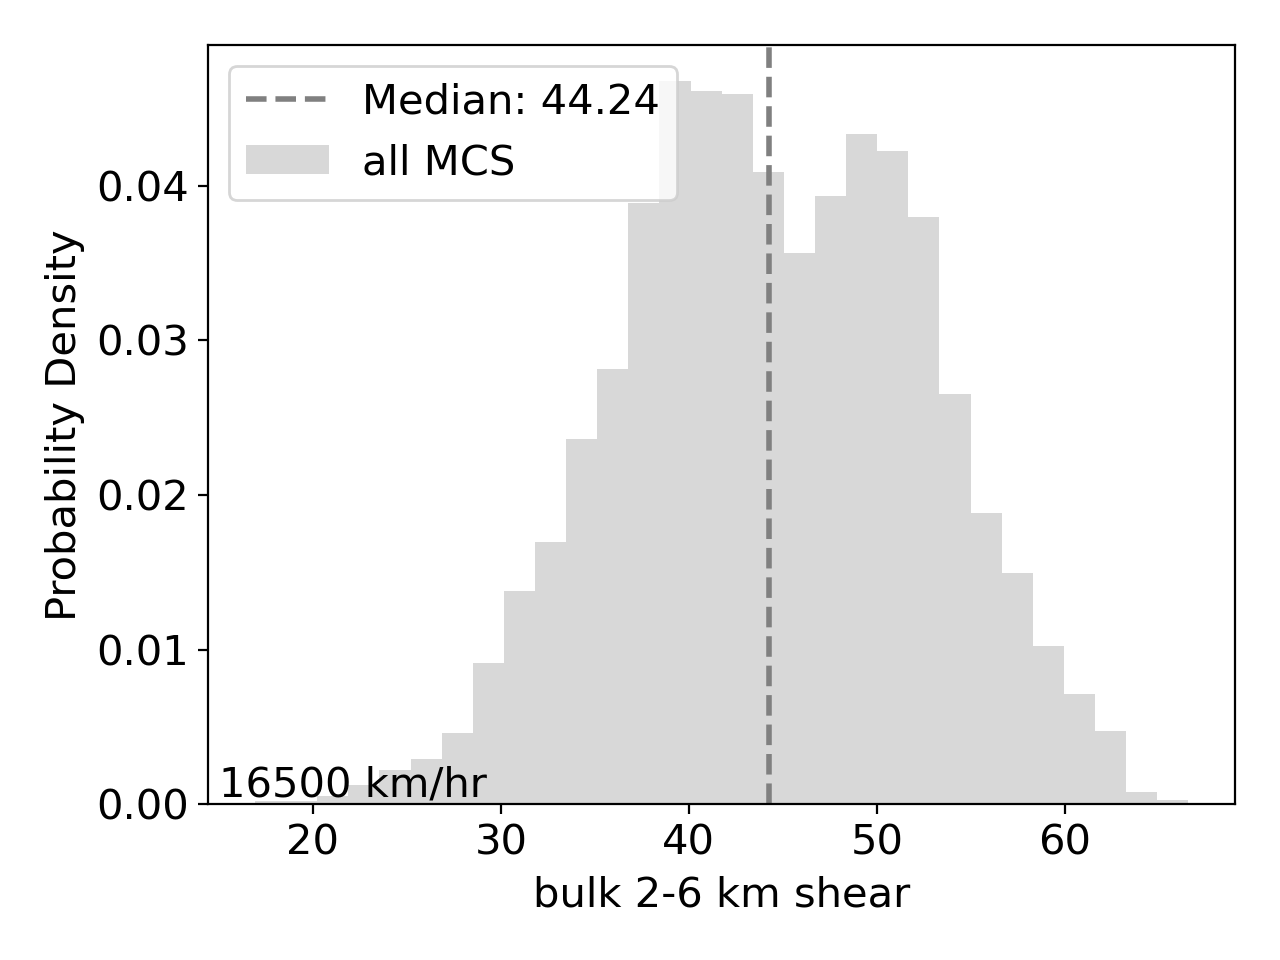 Median: 44.24
all MCS
Probability Density
0.04
0.03
0.02
0.01
0.00
16500 km/hr
20 30 40 50 60
bulk 2-6 km shear